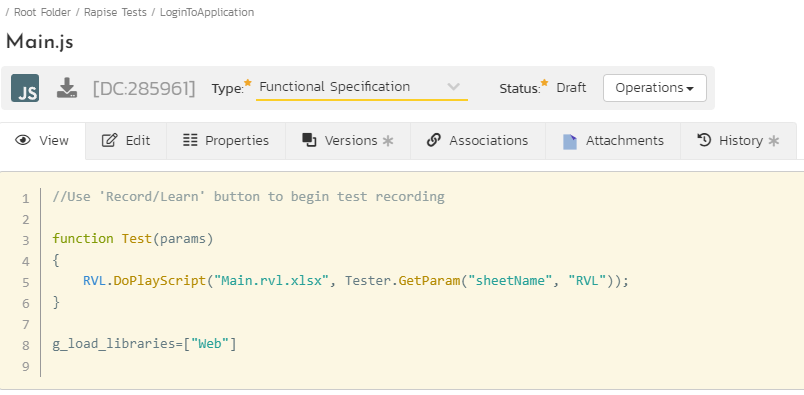 / Root Folder / Rapise Tests / LoginToApplication
Main.js
JS [DC:285961] Type:* Functional Specification Status:* Draft Operations
View Edit Properties Versions * Associations Attachments History *
1 //Use 'Record/Learn' button to begin test recording
2
3 function Test(params)
4 {
5 RVL.DoPlayScript("Main.rvl.xlsx", Tester.GetParam("sheetName", "RVL"));
6 }
7
8 g_load_libraries=["Web"]
9